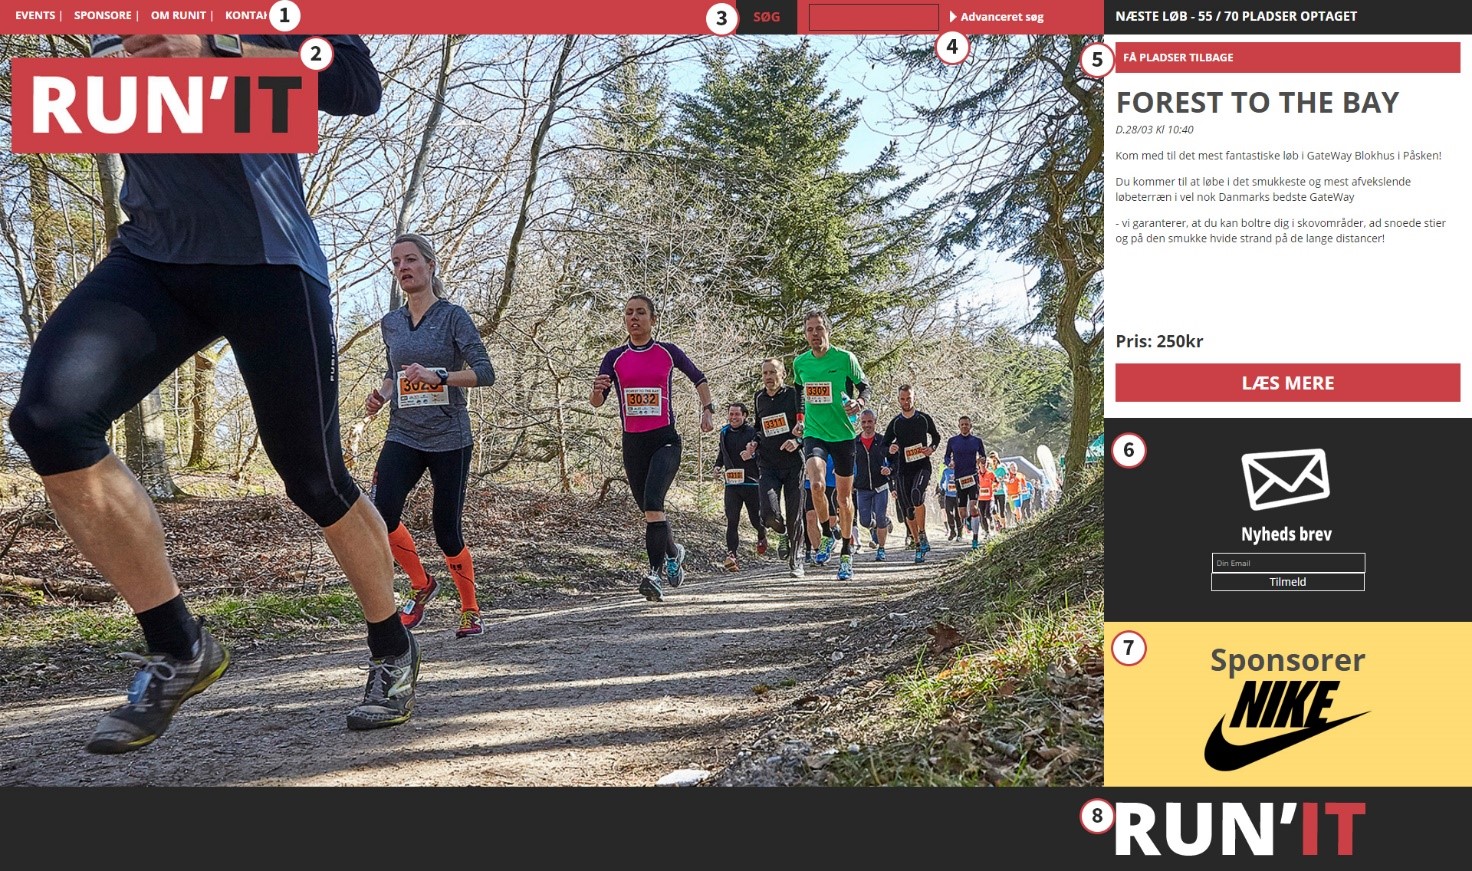 EVENTS | SPONSORE | OM RUNIT |
1
3
SØG
Advanceret søg
NÆSTE LØB - 55 / 70 PLADSER OPTAGET
2
4
5
FÅ PLADSER TILBAGE
RUN'IT
FOREST TO THE BAY
D.28/03 Kl 10:40
Kom med til det mest fantastiske løb i GateWay Blokhus i Påsken!
Du kommer til at løbe i det smukkeste og mest afvekslende
løbeterræn i vel nok Danmarks bedste GateWay
- vi garanterer, at du kan boltre dig i skovområder, ad snoede stier
og på den smukke hvide strand på de lange distancer!
Pris: 250kr
LÆS MERE
3032
3309
3311
6
Nyheds brev
Din Email
Tilmeld
7
Sponsorer
NIKE
8
RUN'IT